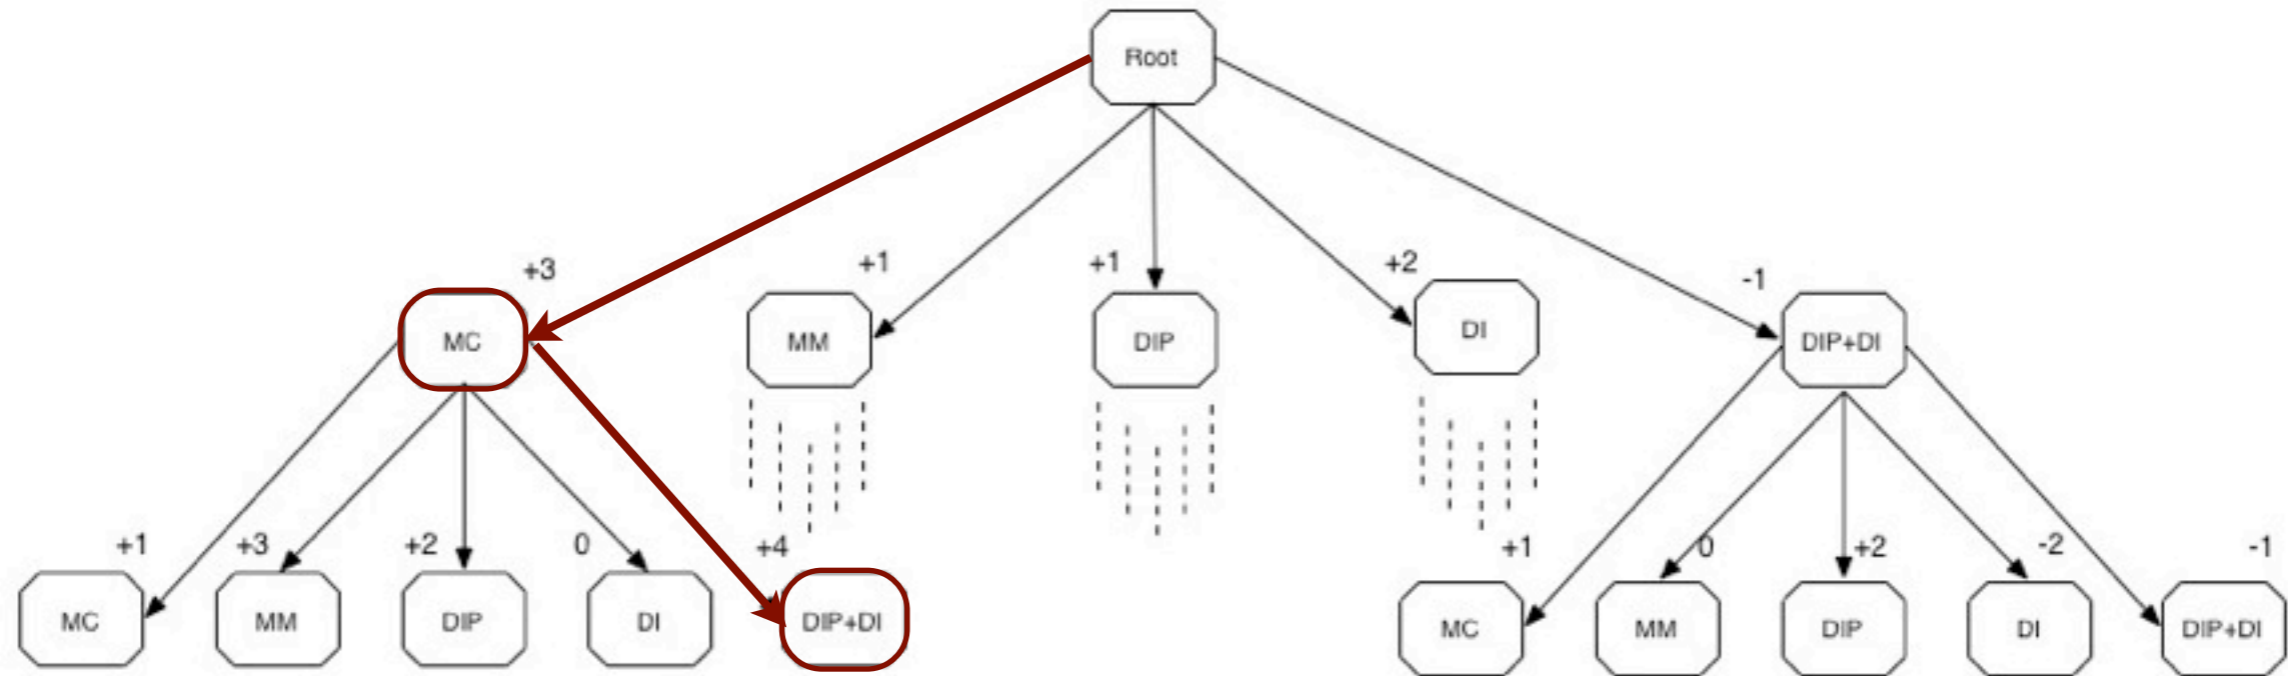 Root
+3
+1
+1
+2
-1
MC
MM
DIP
DI
DIP+DI
+1
+3
+2
0
+4
+1
0
+2
-2
-1
MC
MM
DIP
DI
DIP+DI
MC
MM
DIP
DI
DIP+DI